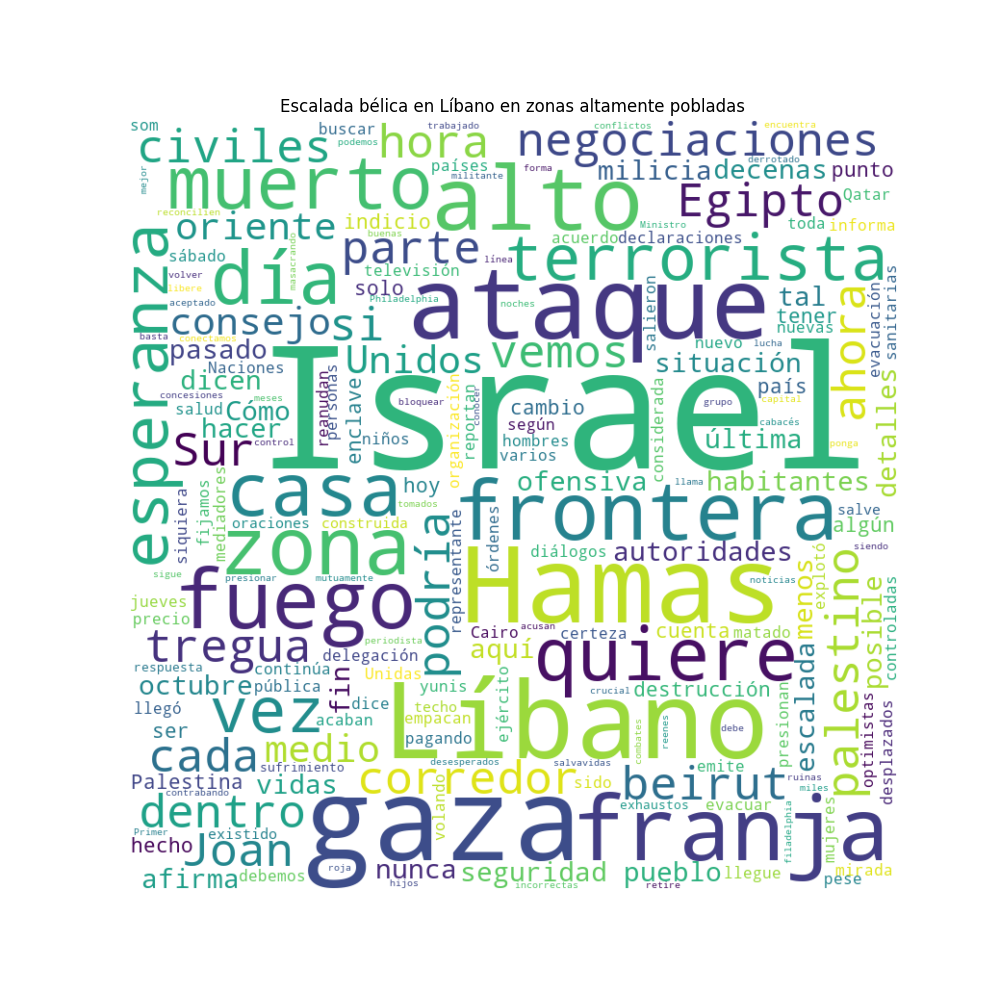 Escalada bélica en Líbano en zonas altamente pobladas
som
civiles
buscar
podemos
hora
trabajado
negociaciones
conflictos
encuentra
derrotado
mejor
muerto
alto
países
militante
forma
milicia
decenas
punto
Egipto
Qatar
reconcilien
oriente
indicio
buenas
parte
acuerdo
declaraciones
Ministro
toda
informa
esperanza
sábado
día
masacrando
televisión
línea
terrorista
volver
libere
solo
Philadelphia
ataque
noches
salieron
tal
tener
nuevas
ahora
evacuación
sanitarias
aceptado
consejo
si
conectamos
basta
pasado
Naciones
Unidos
vemos
nuevo
lucha
situación
dicen
concesiones
meses
Israel
reanudan
personas
enclave
bloquear
organización
reportan
conocer
cambio
según
considerada
país
grupo
capital
detalles
salud
Cómo
hacer
control
niños
varios
hombres
última
cabacés
ponga
Sur
siquiera
fijamos
mediadores
casa
hoy
tomados
ofensiva
llama
habitantes
oraciones
construida
frontera
salve
algún
zona
podría
representante
órdenes
diálogos
autoridades
siendo
sigue
presionar
mutuamente
Hamas
noticias
menos
explotó
palestino
posible
controladas
jueves
precio
fuego
periodista
Cairo
acusan
certeza
cuenta
matado
tregua
delegación
aquí
quiere
escalada
respuesta
continúa
Unidas
octubre
pública
fin
dice
yunis
ejército
crucial
destrucción
presionan
optimistas
desplazados
llegó
ser
vez
acaban
techo
empacan
pagando
Líbano
combates
reenes
debe
cada
medio
sufrimiento
desesperados
salvavidas
emite
ruinas
Palestina
contrabando
vidas
corredor
sido
beirut
miles
dentro
volando
exhaustos
evacuar
filadelphia
mujeres
Primer
existido
hecho
Joan
gaza
franja
afirma
debemos
roja
hijos
nunca
seguridad
incorrectas
pueblo
retire
llegue
mirada
pese